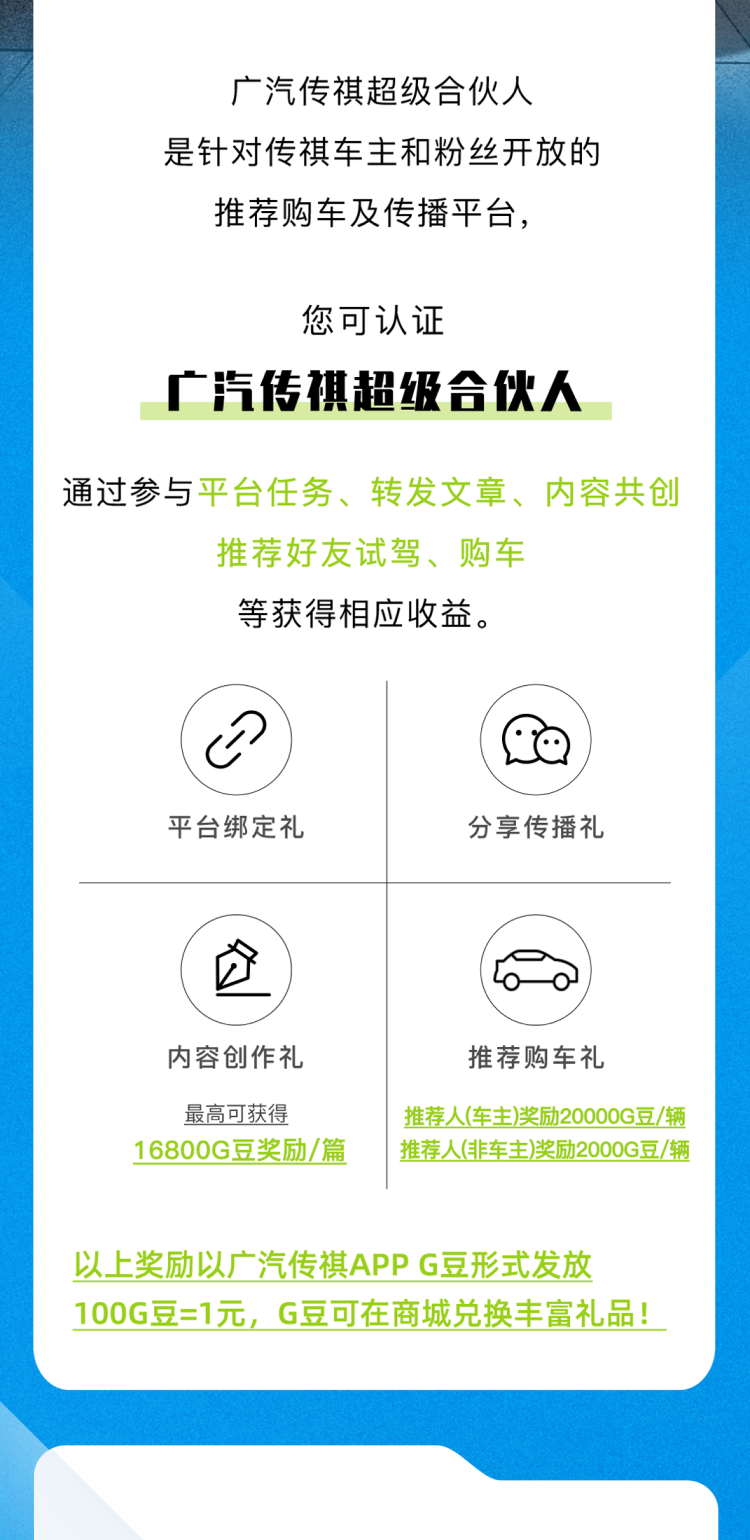 广汽传祺超级合伙人
是针对传祺车主和粉丝开放的
推荐购车及传播平台，
您可认证
广汽传祺超级合伙人
通过参与平台任务、转发文章、内容共创
推荐好友试驾、购车
等获得相应收益。
平台绑定礼
分享传播礼
内容创作礼
最高可获得
16800G豆奖励/篇
推荐购车礼
推荐人(车主)奖励20000G豆/辆
推荐人(非车主)奖励2000G豆/辆
以上奖励以广汽传祺APP G豆形式发放
100G豆=1元，G豆可在商城兑换丰富礼品！